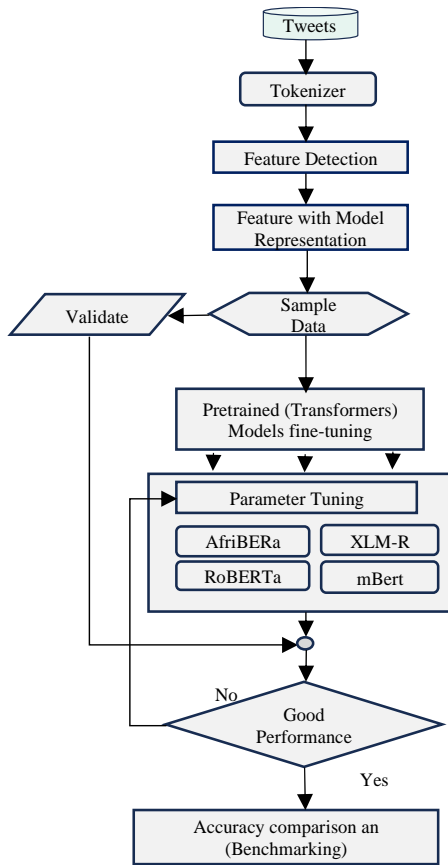 Tweets
Tokenizer
Feature Detection
Feature with Model
Representation
Sample
Data
Validate
Pretrained (Transformers)
Models fine-tuning
Parameter Tuning
AfriBERa
XLM-R
RoBERTa
mBert
No
Good
Performance
Yes
Accuracy comparison an
(Benchmarking)